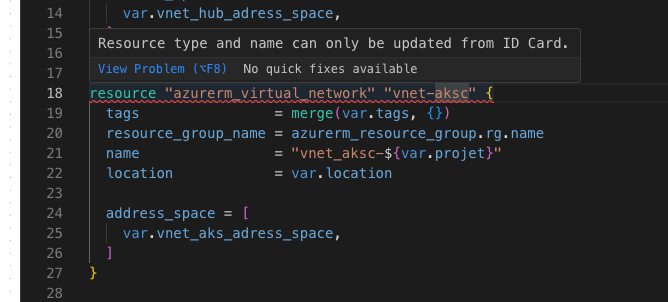 14 var.vnet_hub_adress_space,
15
Resource type and name can only be updated from ID Card.
16
View Problem (⌥F8) No quick fixes available
17
18 resource "azurerm_virtual_network" "vnet-aksc" {
19 tags = merge(var.tags, {})
20 resource_group_name = azurerm_resource_group.rg.name
21 name = "vnet_aksc-${var.projet}"
22 location = var.location
23
24 address_space = [
25 var.vnet_aks_adress_space,
26 ]
27 }
28